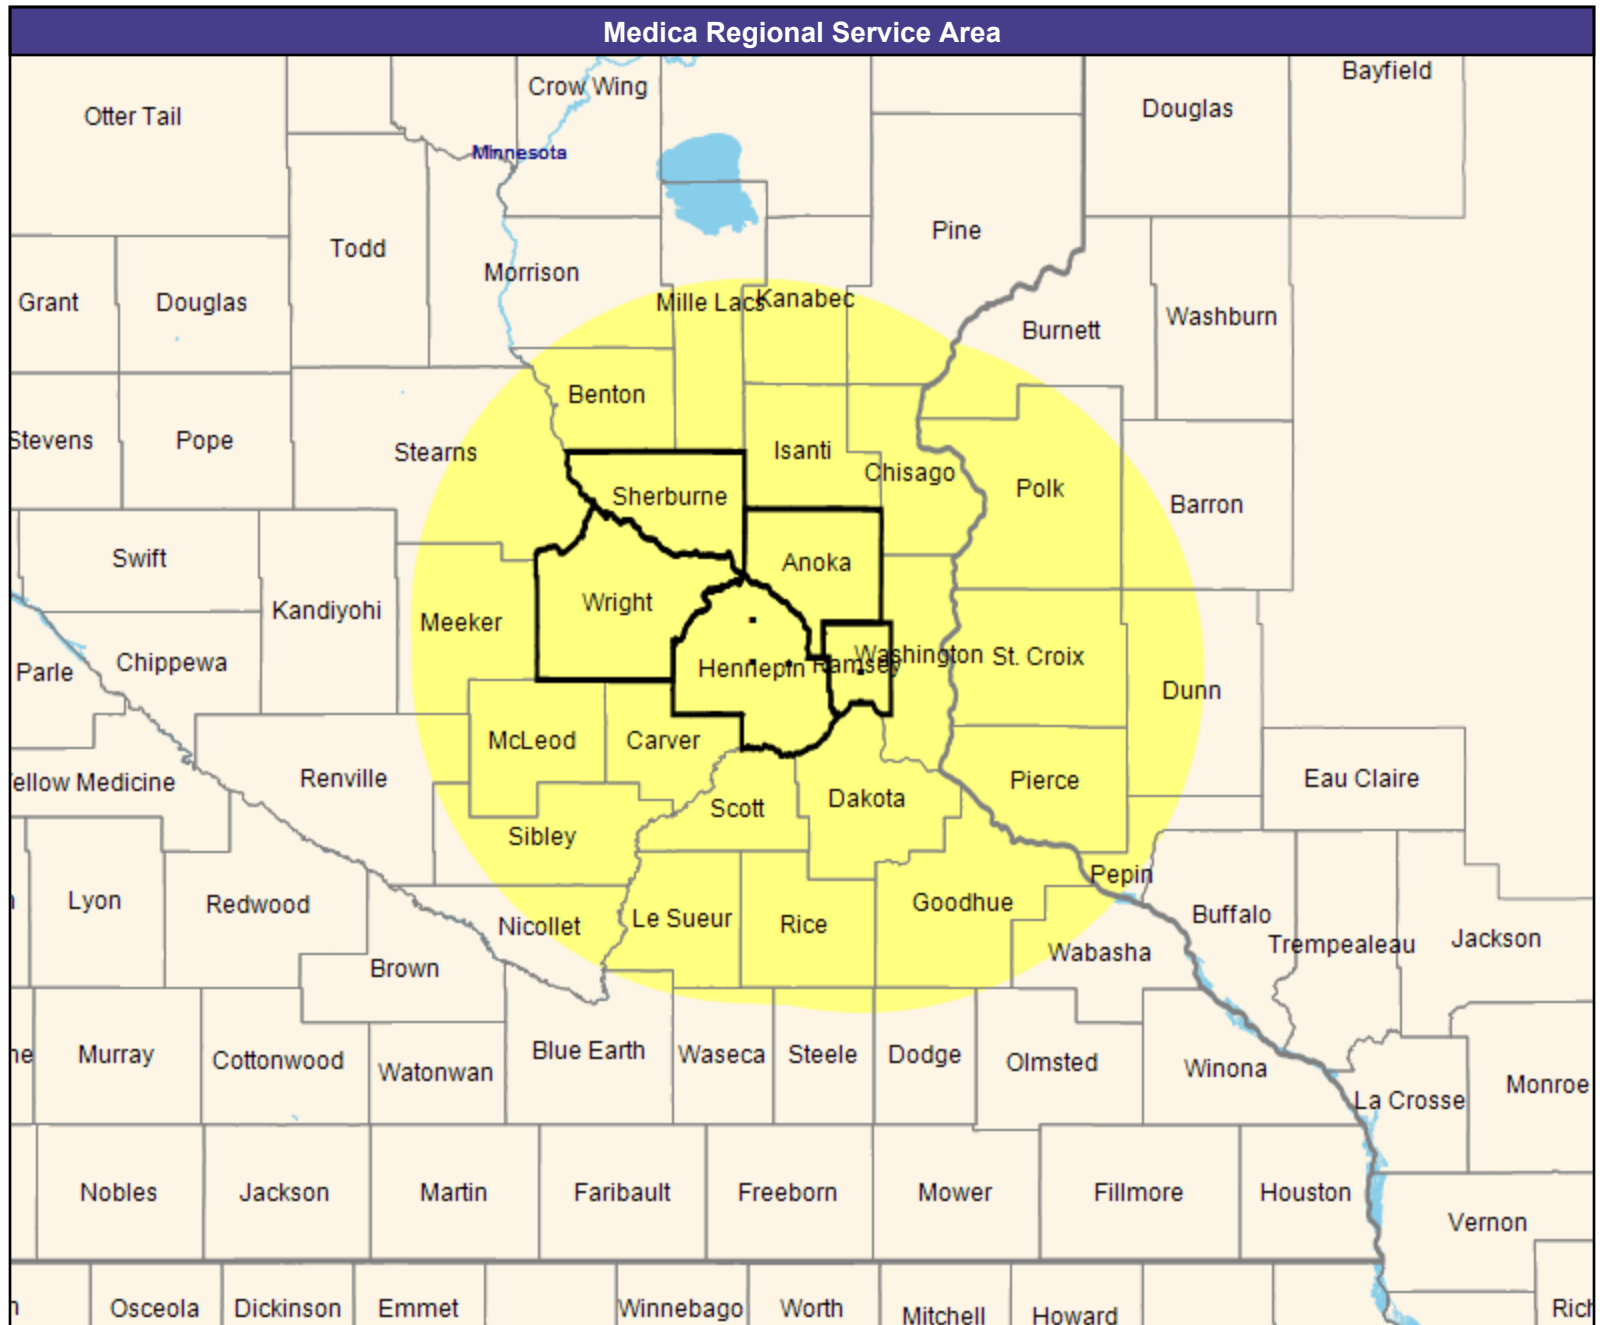 Medica Regional Service Area
Crow Wing
Bayfield
Otter Tail
Douglas
Minnesota
Pine
Todd
Morrison
Grant
Douglas
Mille Lacs
Kanabec
Burnett
Washburn
Benton
Stevens
Pope
Stearns
Isanti
Chisago
Polk
Sherburne
Barron
Swift
Anoka
Wright
Kandiyohi
Meeker
Parle
Chippewa
Hennepin
Ramsey
Washington
St. Croix
Dunn
McLeod
Carver
Renville
ellow Medicine
Scott
Dakota
Pierce
Eau Claire
Sibley
Pepin
Lyon
Redwood
Nicollet
Le Sueur
Rice
Goodhue
Buffalo
Trempealeau
Jackson
Brown
Wabasha
ne
Murray
Cottonwood
Watonwan
Blue Earth
Waseca
Steele
Dodge
Olmsted
Winona
La Crosse
Monroe
Nobles
Jackson
Martin
Faribault
Freeborn
Mower
Fillmore
Houston
Vernon
Osceola
Dickinson
Emmet
Winnebago
Worth
Mitchell
Howard
Rich